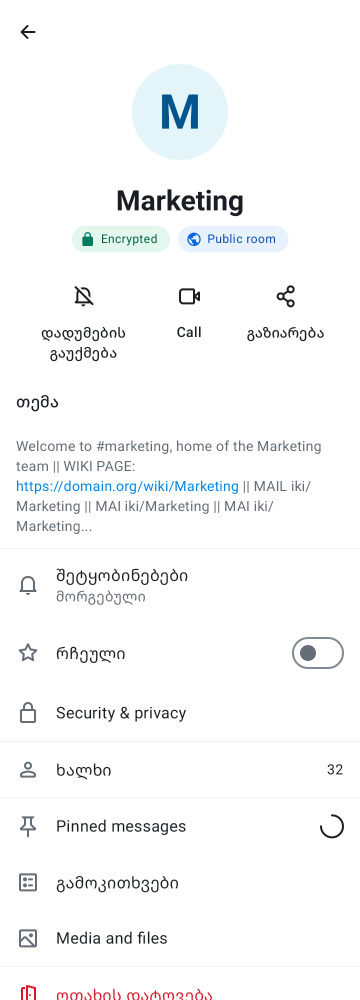 M
Marketing
Encrypted
Public room
დადუმების
გაუქმება
Call
გაზიარება
თემა
Welcome to #marketing, home of the Marketing
team || WIKI PAGE:
https://domain.org/wiki/Marketing || MAIL iki/
Marketing || MAI iki/Marketing || MAI iki/
Marketing...
შეტყობინებები
მორგებული
რჩეული
Security & privacy
ხალხი 32
Pinned messages
გამოკითხვები
Media and files
ოთახის დატოვება